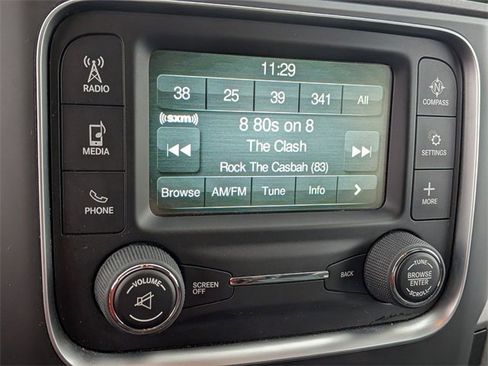 11:29
38 25 39 341 All
((sxm))
8 80s on 8
The Clash
Rock The Casbah (83)
Browse AM/FM Tune Info
RADIO
MEDIA
PHONE
N
COMPASS
SETTINGS
MORE
VOLUME
SCREEN
OFF
BACK
TUNE
BROWSE
ENTER
SCROLL